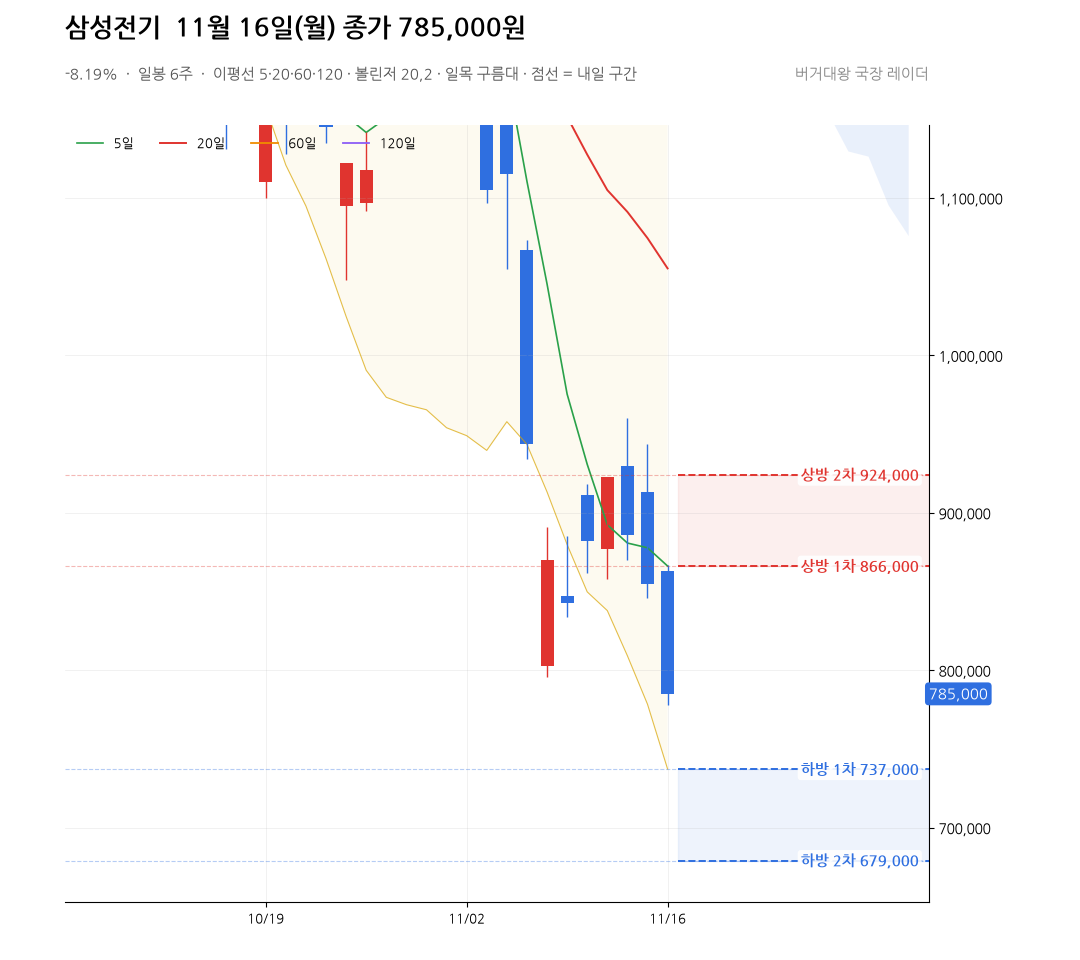 삼성전기 11월 16일(월) 종가 785,000원
-8.19% · 일봉 6주 · 이평선 5·20·60·120 · 볼린저 20,2 · 일목 구름대 · 점선 = 내일 구간
버거대왕 국장 레이더
5일 20일 60일 120일
1,100,000
1,000,000
상방 2차 924,000
900,000
상방 1차 866,000
800,000
785,000
하방 1차 737,000
700,000
하방 2차 679,000
10/19 11/02 11/16